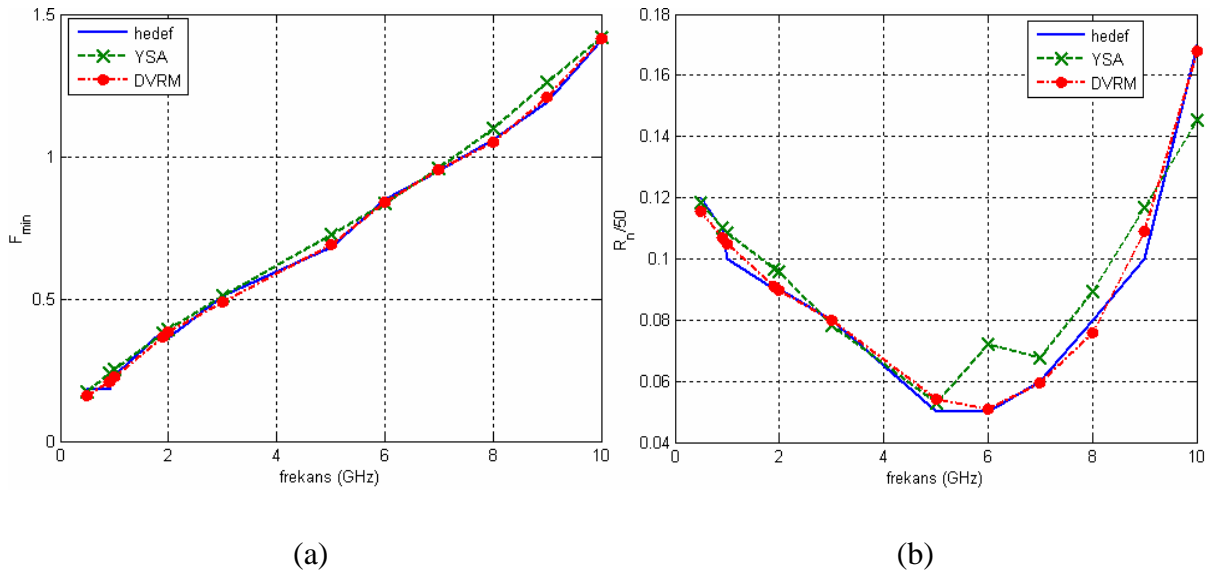 1.5
1
0.5
0
F_min
hedef
YSA
DVRM
0 2 4 6 8 10
frekans (GHz)
(a)
0.18
0.16
0.14
0.12
0.1
0.08
0.06
0.04
R_n/50
hedef
YSA
DVRM
0 2 4 6 8 10
frekans (GHz)
(b)